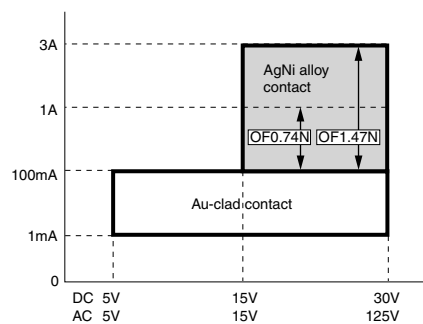 3A
AgNi alloy
contact
1A
OF0.74N OF1.47N
100mA
Au-clad contact
1mA
0
DC 5V 15V 30V
AC 5V 15V 125V